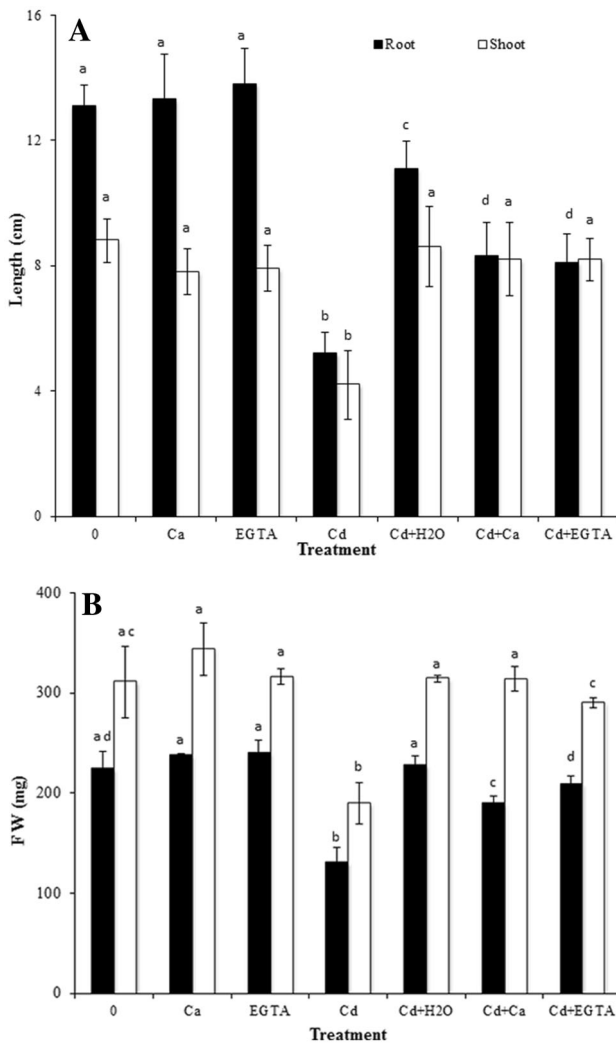 A
Root Shoot
16
12
8
4
0
Length (cm)
a a a a a a b b c a d a d a
0 Ca EGTA Cd Cd+H2O Cd+Ca Cd+EGTA
Treatment
B
400
300
200
100
0
FW (mg)
a d a c a a a a b b a a c a d c
0 Ca EGTA Cd Cd+H2O Cd+Ca Cd+EGTA
Treatment